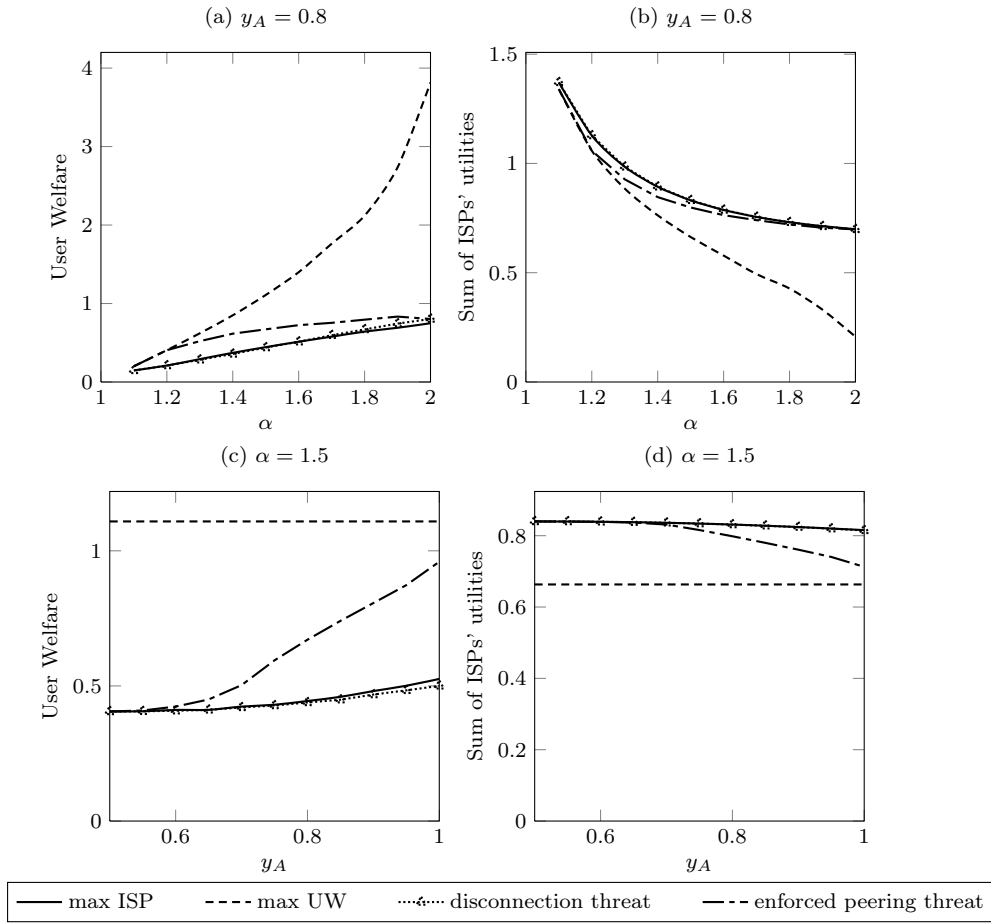 (a) y_A = 0.8
4
3
2
1
0
User Welfare
1 1.2 1.4 1.6 1.8 2
α
(b) y_A = 0.8
1.5
1
0.5
0
Sum of ISPs' utilities
1 1.2 1.4 1.6 1.8 2
α
(c) α = 1.5
1
0.5
0
User Welfare
0.6 0.8 1
y_A
(d) α = 1.5
0.8
0.6
0.4
0.2
0
Sum of ISPs' utilities
0.6 0.8 1
y_A
max ISP max UW disconnection threat enforced peering threat